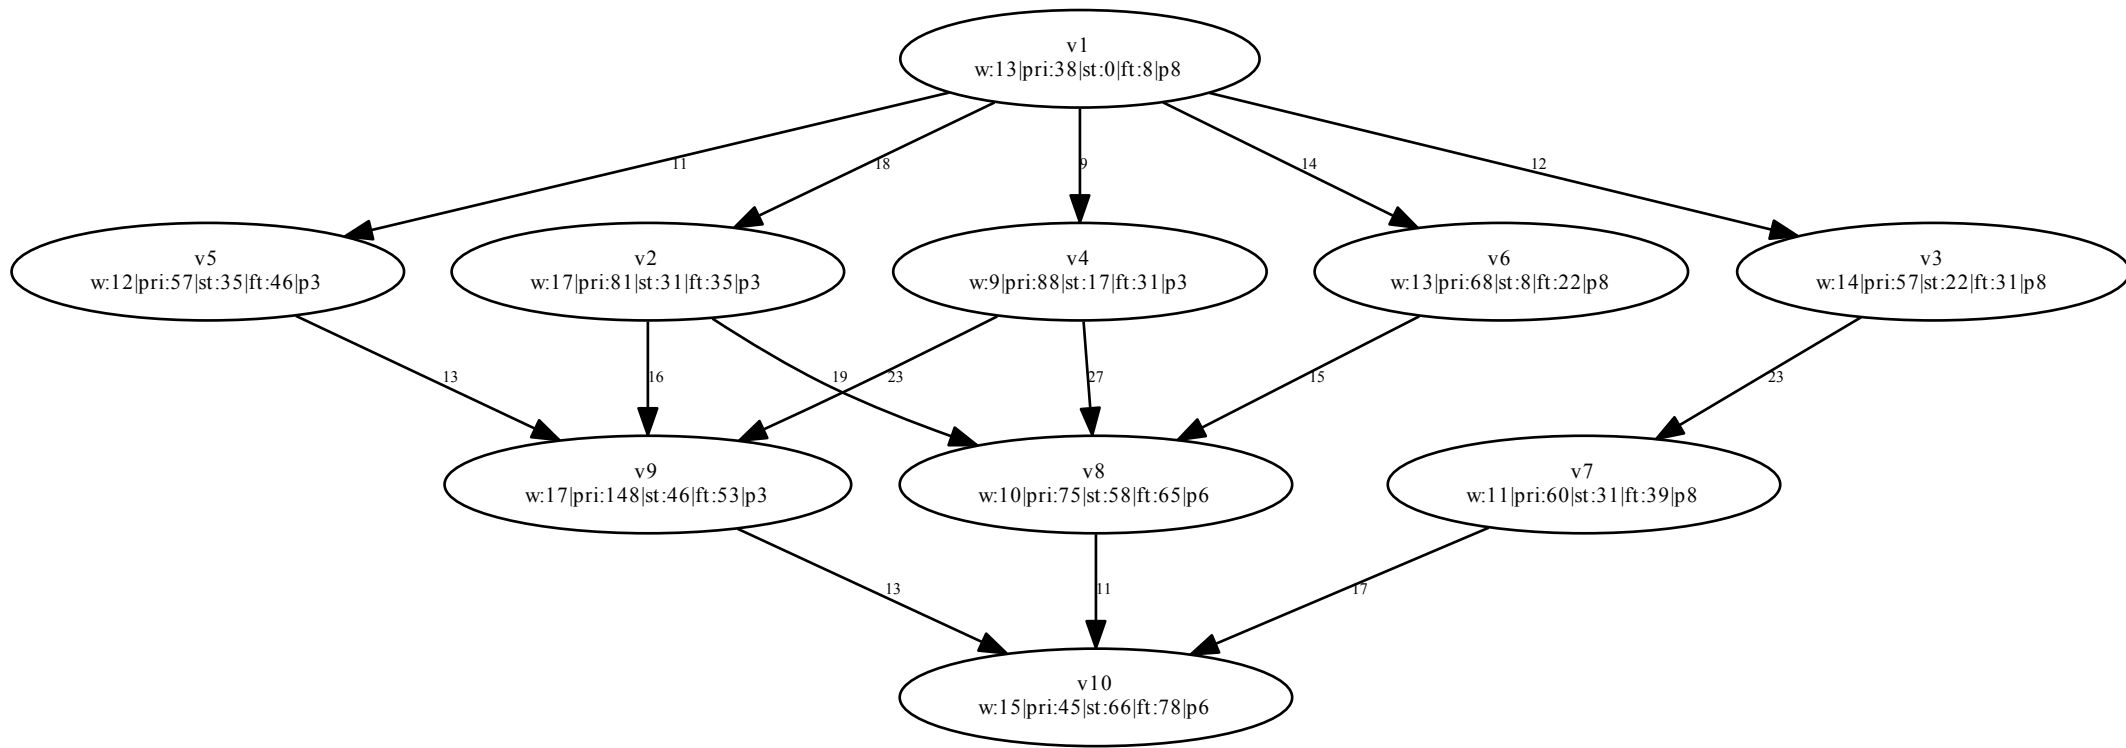 v1
w:13|pri:38|st:0|ft:8|p8
11
18
9
14
12
v5
w:12|pri:57|st:35|ft:46|p3
v2
w:17|pri:81|st:31|ft:35|p3
v4
w:9|pri:88|st:17|ft:31|p3
v6
w:13|pri:68|st:8|ft:22|p8
v3
w:14|pri:57|st:22|ft:31|p8
13
16
19
23
27
15
23
v9
w:17|pri:148|st:46|ft:53|p3
v8
w:10|pri:75|st:58|ft:65|p6
v7
w:11|pri:60|st:31|ft:39|p8
13
11
17
v10
w:15|pri:45|st:66|ft:78|p6